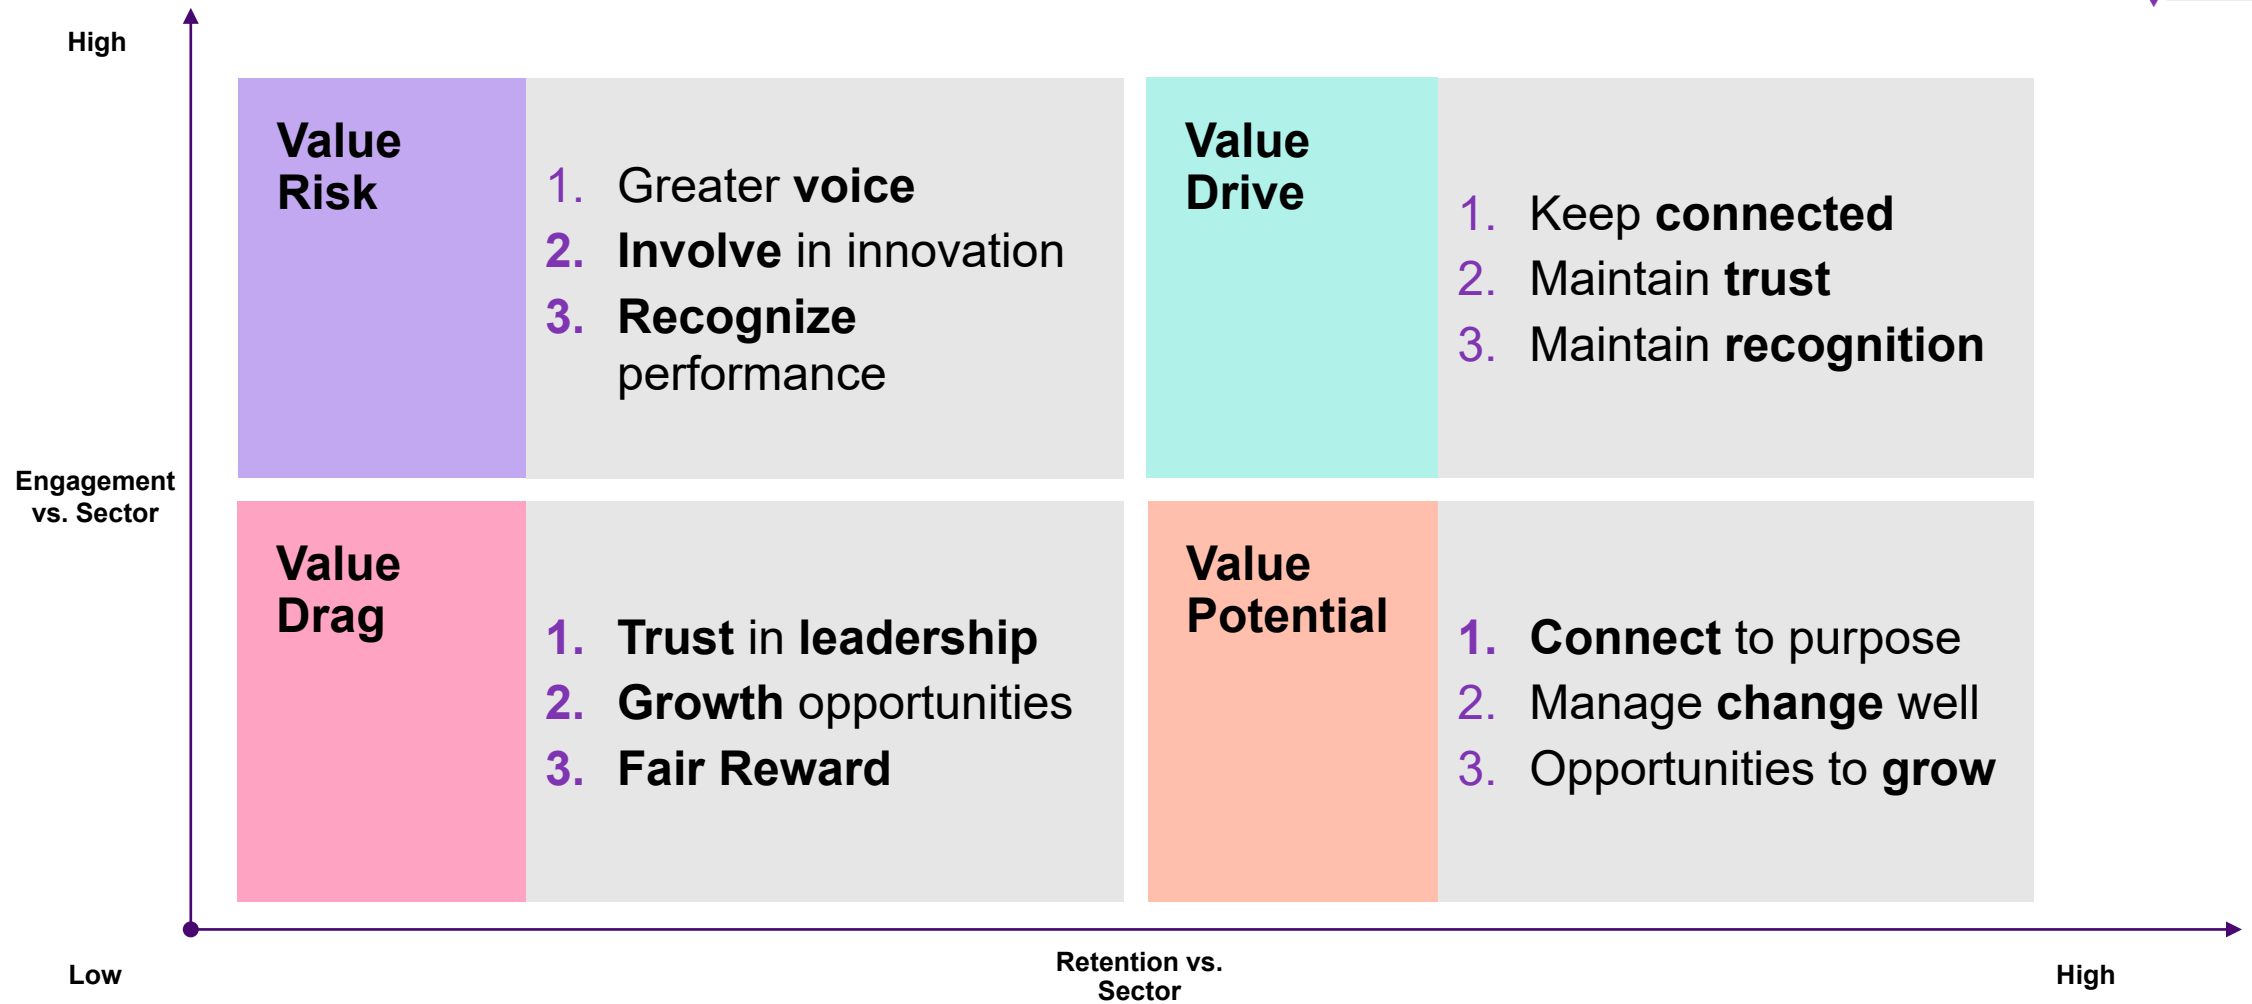 High
Value
Risk
1. Greater voice
2. Involve in innovation
3. Recognize
performance
Value
Drive
1. Keep connected
2. Maintain trust
3. Maintain recognition
Engagement
vs. Sector
Value
Drag
1. Trust in leadership
2. Growth opportunities
3. Fair Reward
Value
Potential
1. Connect to purpose
2. Manage change well
3. Opportunities to grow
Low
Retention vs.
Sector
High